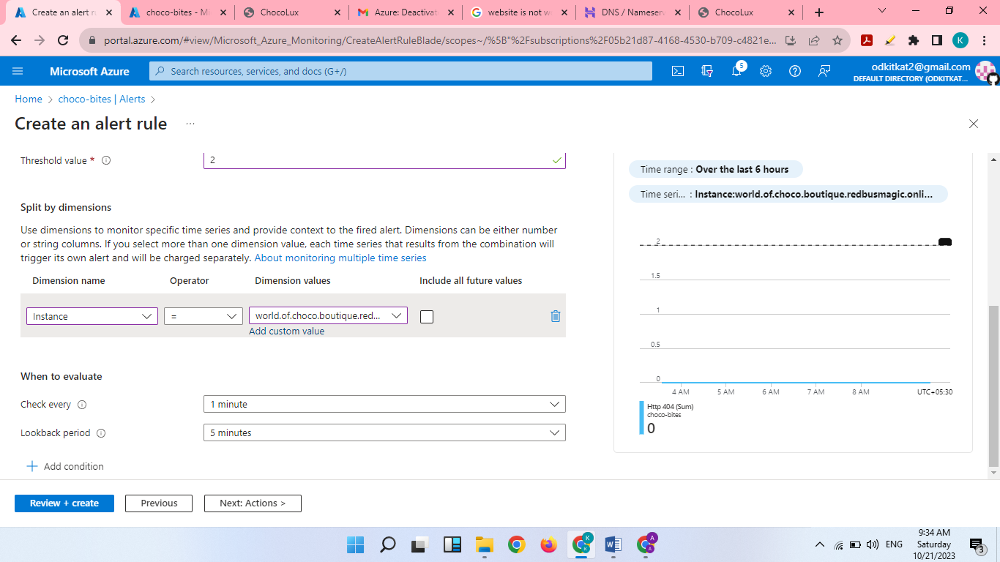 Create an alert r
choco-bites - Mi
ChocoLux
Azure: Deactivat
website is not w
DNS / Nameserv
ChocoLux
portal.azure.com/#view/Microsoft_Azure_Monitoring/CreateAlertRuleBlade/scopes~/%5B"%2Fsubscriptions%2F05b21d87-4168-4530-b709-c4821e...
K
Microsoft Azure
Search resources, services, and docs (G+/)
5
odkitkat2@gmail.com
DEFAULT DIRECTORY (ODKITKAT...
Home > choco-bites | Alerts >
Create an alert rule ...
Threshold value * 2
Split by dimensions
Use dimensions to monitor specific time series and provide context to the fired alert. Dimensions can be either number
or string columns. If you select more than one dimension value, each time series that results from the combination will
trigger its own alert and will be charged separately. About monitoring multiple time series
Dimension name Operator Dimension values Include all future values
Instance = world.of.choco.boutique.red...
Add custom value
When to evaluate
Check every 1 minute
Lookback period 5 minutes
Add condition
Time range : Over the last 6 hours
Time seri... : Instance:world.of.choco.boutique.redbusmagic.onli...
2
1.5
1
0.5
0
4 AM 5 AM 6 AM 7 AM 8 AM UTC+05:30
Http 404 (Sum)
choco-bites
0
Review + create Previous Next: Actions >
K
A
A
ENG
9:34 AM
Saturday
10/21/2023
3